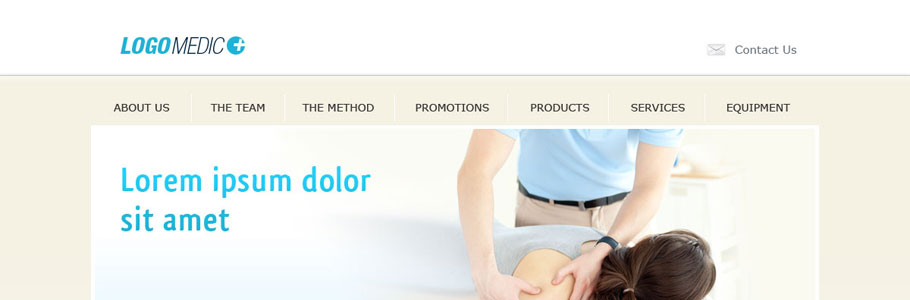 LOGOMEDIC
Contact Us
ABOUT US THE TEAM THE METHOD PROMOTIONS PRODUCTS SERVICES EQUIPMENT
Lorem ipsum dolor
sit amet